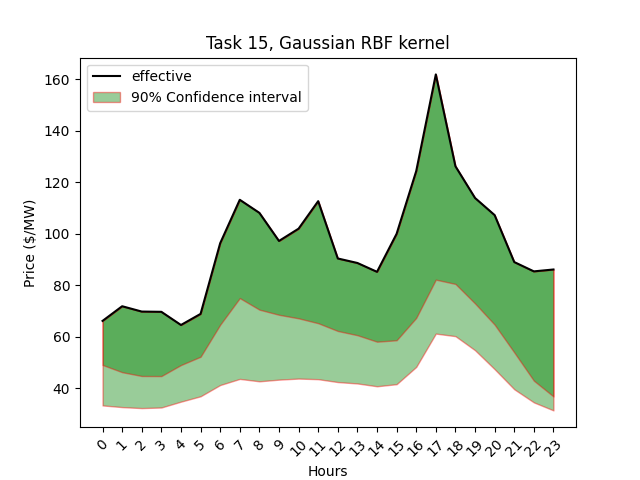 Task 15, Gaussian RBF kernel
effective
90% Confidence interval
Price ($/MW)
160
140
120
100
80
60
40
0 1 2 3 4 5 6 7 8 9 10 11 12 13 14 15 16 17 18 19 20 21 22 23
Hours